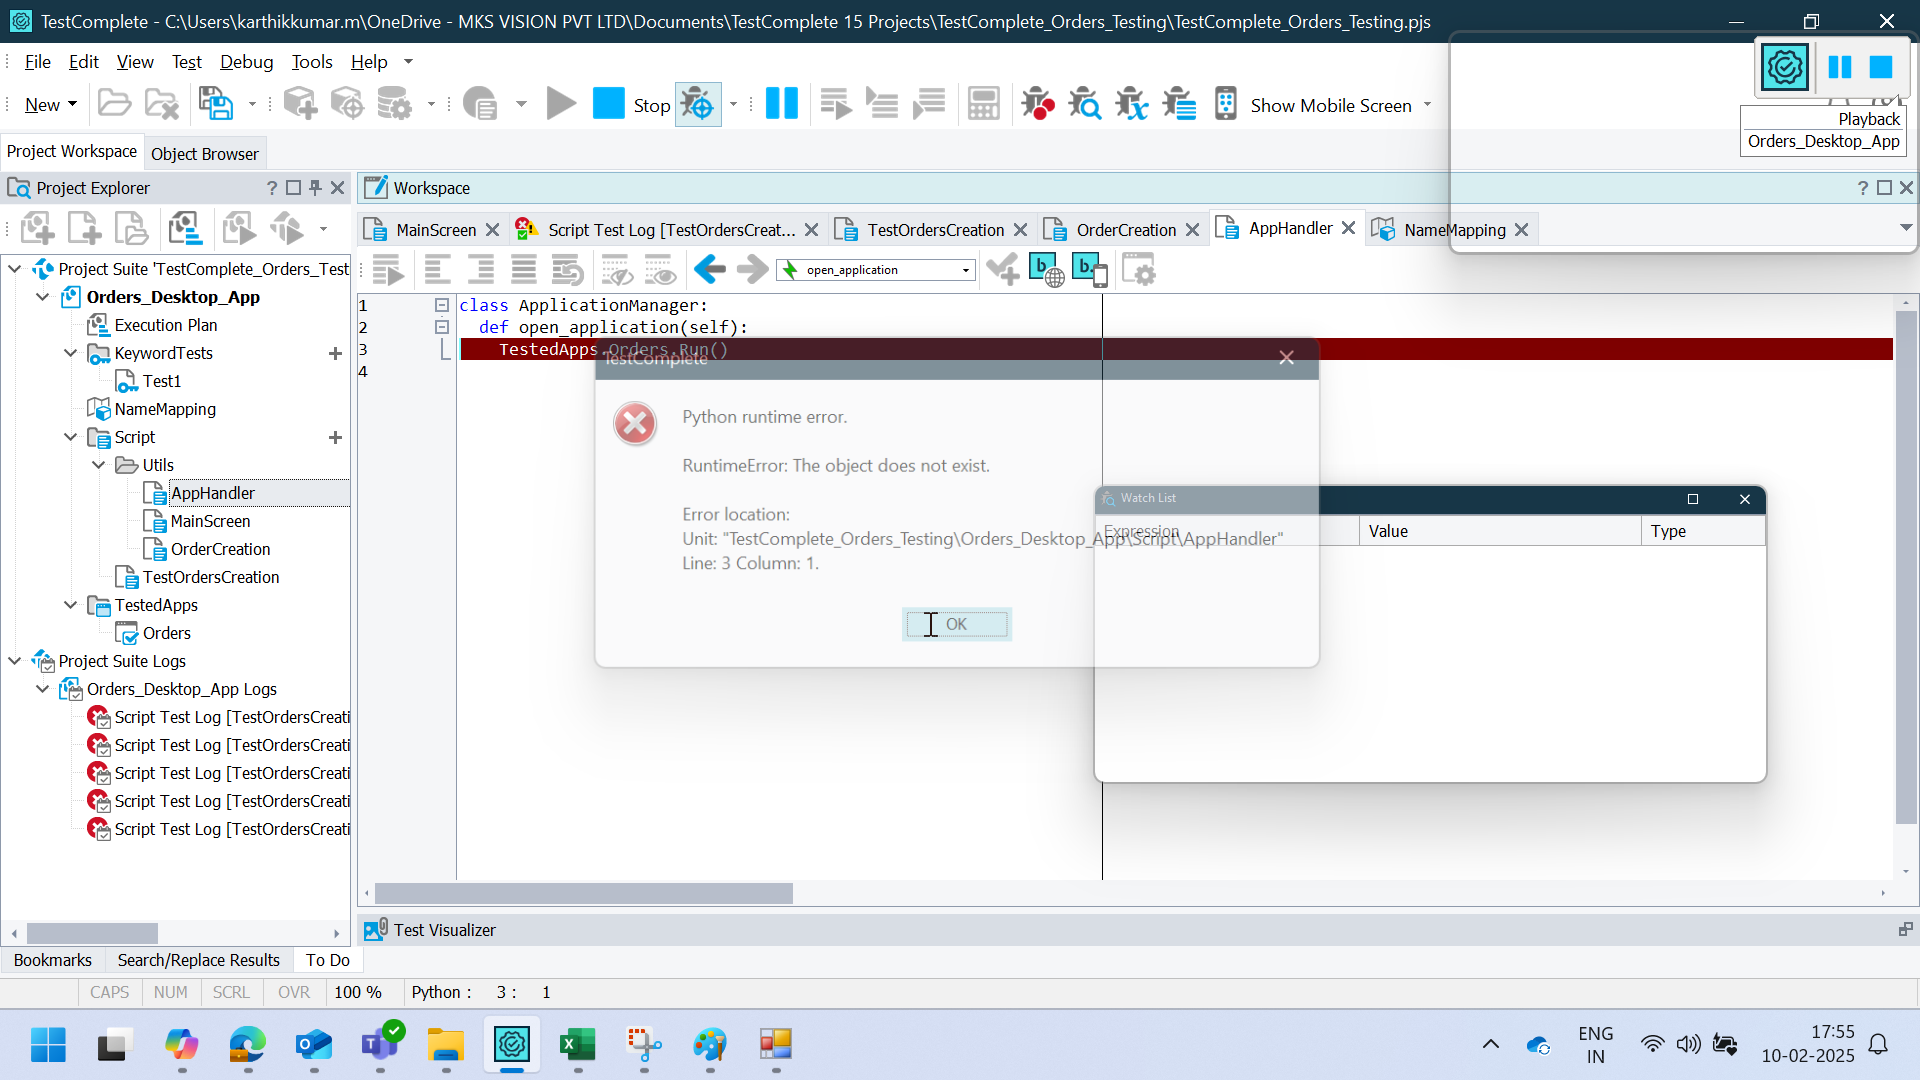 TestComplete - C:\Users\karthikkumar.m\OneDrive - MKS VISION PVT LTD\Documents\TestComplete 15 Projects\TestComplete_Orders_Testing\TestComplete_Orders_Testing.pjs
File Edit View Test Debug Tools Help
New Stop Show Mobile Screen
Playback
Orders_Desktop_App
Project Workspace Object Browser
Project Explorer
Workspace
MainScreen
Script Test Log [TestOrdersCreat...
TestOrdersCreation
OrderCreation
AppHandler
NameMapping
open_application
Project Suite 'TestComplete_Orders_Test
Orders_Desktop_App
Execution Plan
KeywordTests
Test1
NameMapping
Script
Utils
AppHandler
MainScreen
OrderCreation
TestOrdersCreation
TestedApps
Orders
Project Suite Logs
Orders_Desktop_App Logs
Script Test Log [TestOrdersCreati
Script Test Log [TestOrdersCreati
Script Test Log [TestOrdersCreati
Script Test Log [TestOrdersCreati
Script Test Log [TestOrdersCreati
1 class ApplicationManager:
2 def open_application(self):
3 TestedApps.Orders.Run()
4
TestComplete
Python runtime error.
RuntimeError: The object does not exist.
Error location:
Unit: "TestComplete_Orders_Testing\Orders_Desktop_App\Script\AppHandler"
Line: 3 Column: 1.
OK
Watch List
Expression Value Type
Test Visualizer
Bookmarks Search/Replace Results To Do
CAPS NUM SCRL OVR 100 % Python : 3 : 1
ENG
IN
17:55
10-02-2025